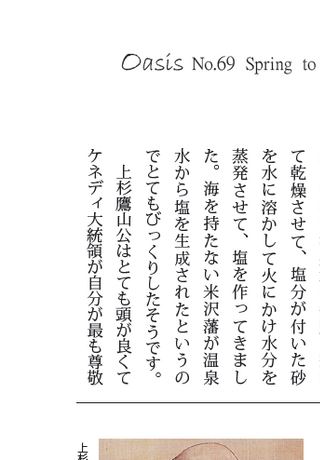 Oasis No.69 Spring to
て乾燥させて、塩分が付いた砂
を水に溶かして火にかけ水分を
蒸発させて、塩を作ってきまし
た。海を持たない米沢藩が温泉
水から塩を生成されたというの
でとてもびっくりしたそうです。
上杉鷹山公はとても頭が良くて
ケネディ大統領が自分が最も尊敬
上杉